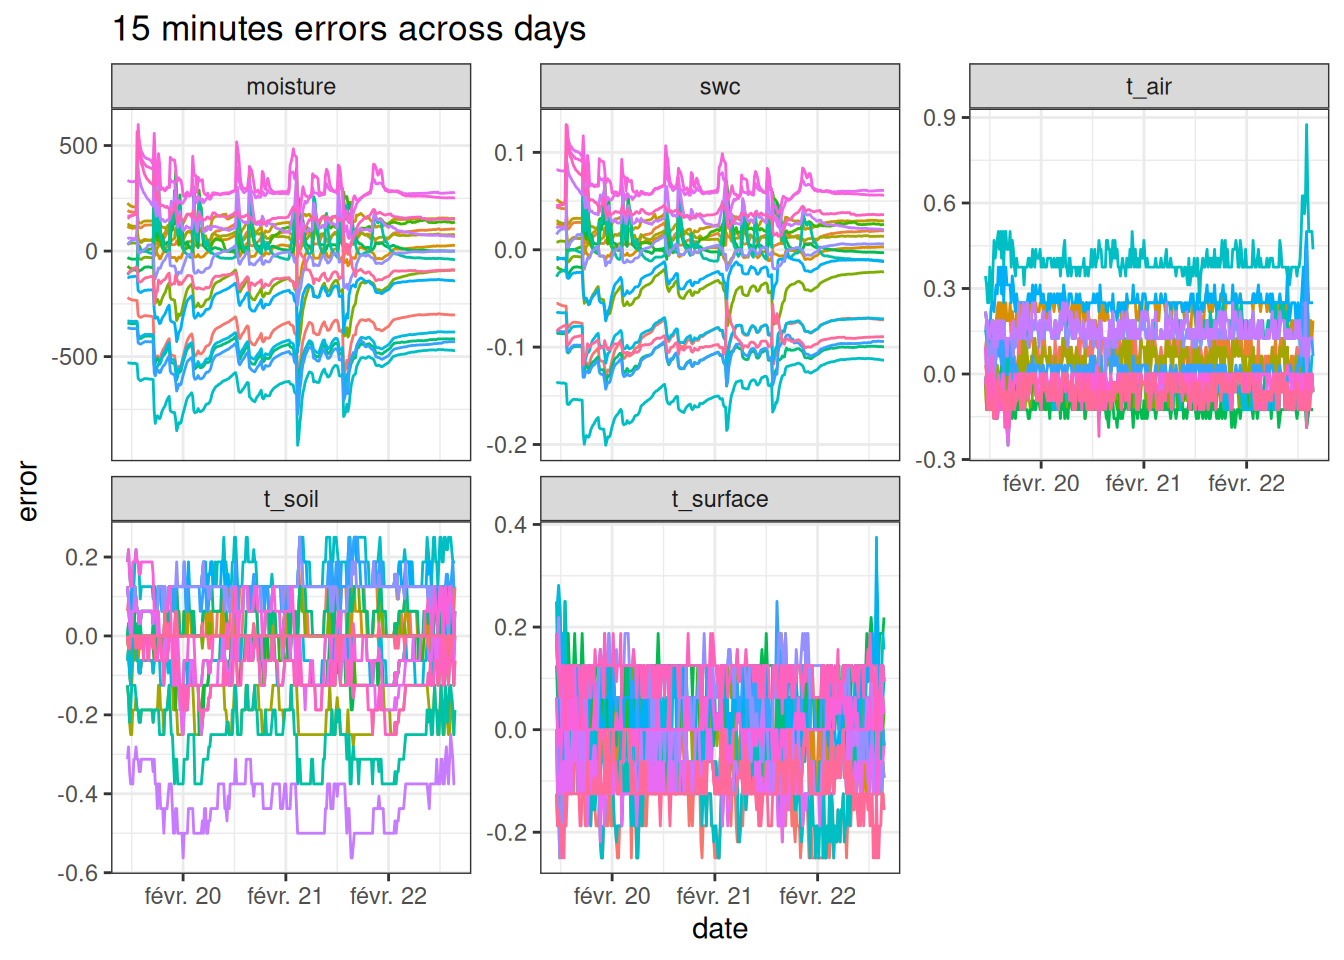 15 minutes errors across days
moisture
swc
t_air
500
0
-500
0.1
0.0
-0.1
-0.2
0.9
0.6
0.3
0.0
-0.3
févr. 20 févr. 21 févr. 22
error
t_soil
t_surface
0.2
0.0
-0.2
-0.4
-0.6
0.4
0.2
0.0
-0.2
févr. 20 févr. 21 févr. 22
févr. 20 févr. 21 févr. 22
date